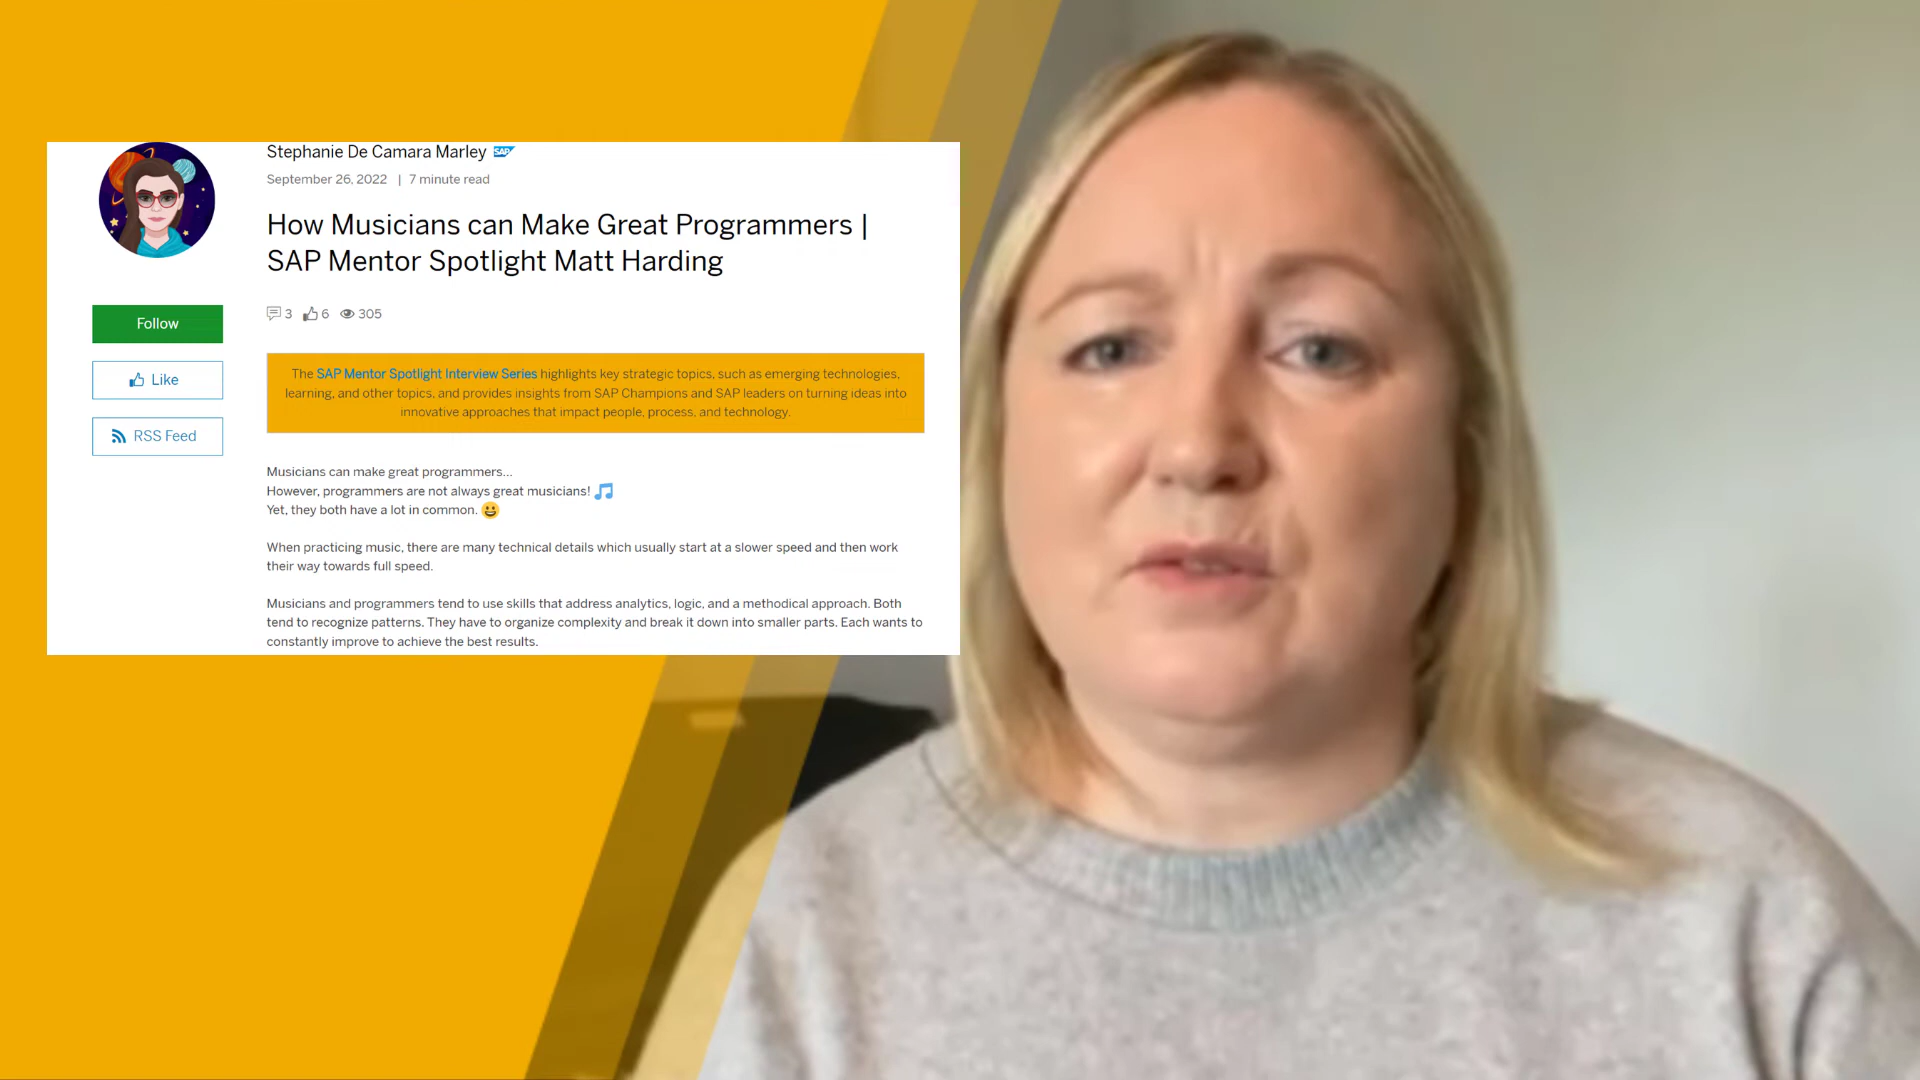 Stephanie De Camara Marley SAP
September 26, 2022 | 7 minute read
How Musicians can Make Great Programmers |
SAP Mentor Spotlight Matt Harding
3 6 305
Follow
Like
RSS Feed
The SAP Mentor Spotlight Interview Series highlights key strategic topics, such as emerging technologies,
learning, and other topics, and provides insights from SAP Champions and SAP leaders on turning ideas into
innovative approaches that impact people, process, and technology.
Musicians can make great programmers...
However, programmers are not always great musicians! 🎵
Yet, they both have a lot in common. 😀
When practicing music, there are many technical details which usually start at a slower speed and then work
their way towards full speed.
Musicians and programmers tend to use skills that address analytics, logic, and a methodical approach. Both
tend to recognize patterns. They have to organize complexity and break it down into smaller parts. Each wants to
constantly improve to achieve the best results.